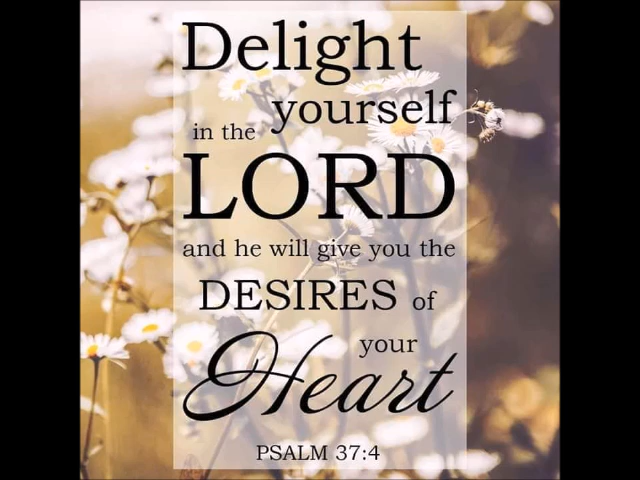 Delight
yourself
in the
LORD
and he will give you the
DESIRES of
your
Heart
PSALM 37:4